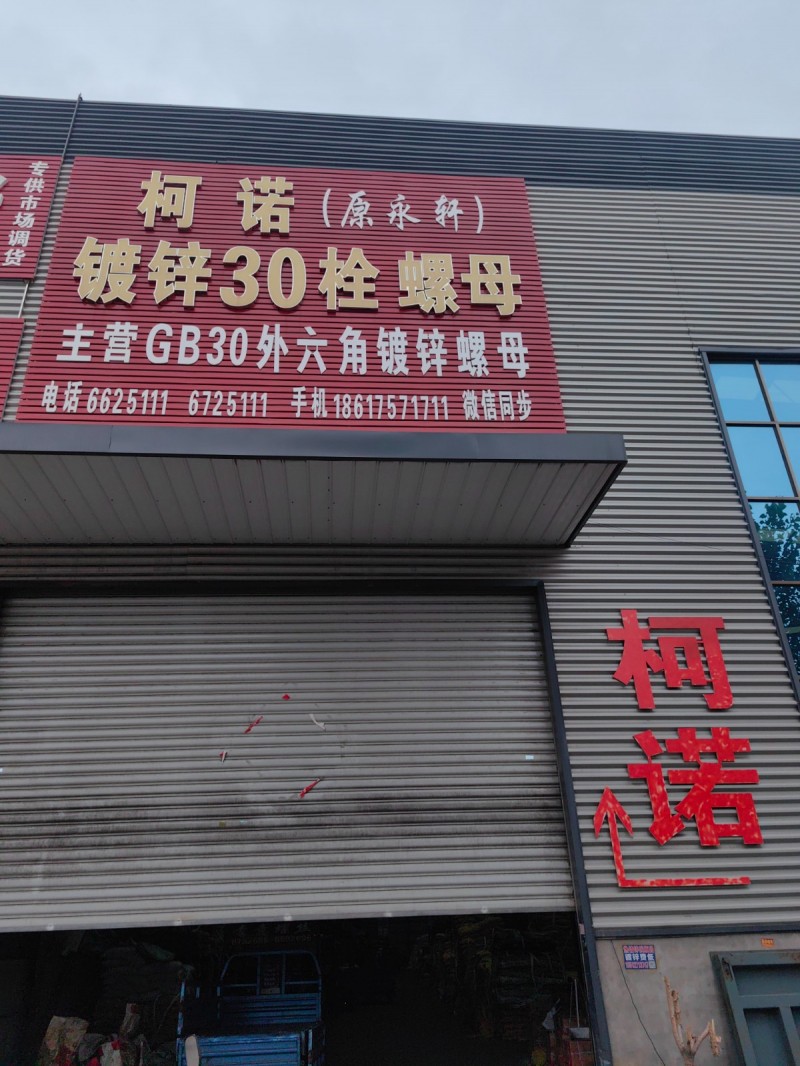 专供市场调货
柯诺(原永轩)
镀锌30栓螺母
主营GB30外六角镀锌螺母
电话6625111 6725111 手机18617571711 微信同步
柯
诺